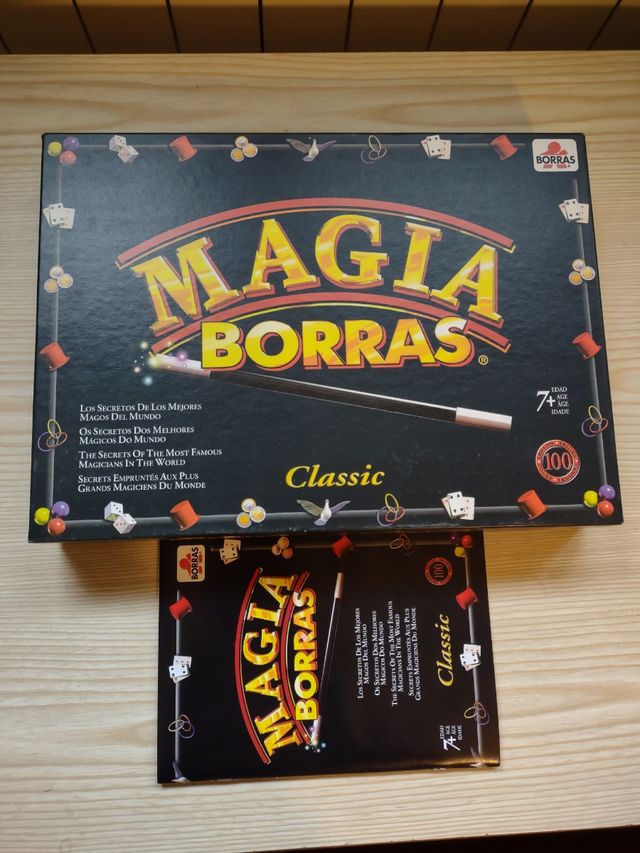 BORRAS
MAGIA
BORRAS®
LOS SECRETOS DE LOS MEJORES
MAGOS DEL MUNDO
OS SECRETOS DOS MELHORES
MÁGICOS DO MUNDO
THE SECRETS OF THE MOST FAMOUS
MAGICIANS IN THE WORLD
SECRETS EMPRUNTÉS AUX PLUS
GRANDS MAGICIENS DU MONDE
7+
EDAD
AGE
ÂGE
IDADE
100
Classic
BORRAS
MAGIA
BORRAS
LOS SECRETOS DE LOS MEJORES
MAGOS DEL MUNDO
OS SECRETOS DOS MELHORES
MÁGICOS DO MUNDO
THE SECRETS OF THE MOST FAMOUS
MAGICIANS IN THE WORLD
SECRETS EMPRUNTÉS AUX PLUS
GRANDS MAGICIENS DU MONDE
100
Classic
7+
EDAD
AGE
ÂGE
IDADE